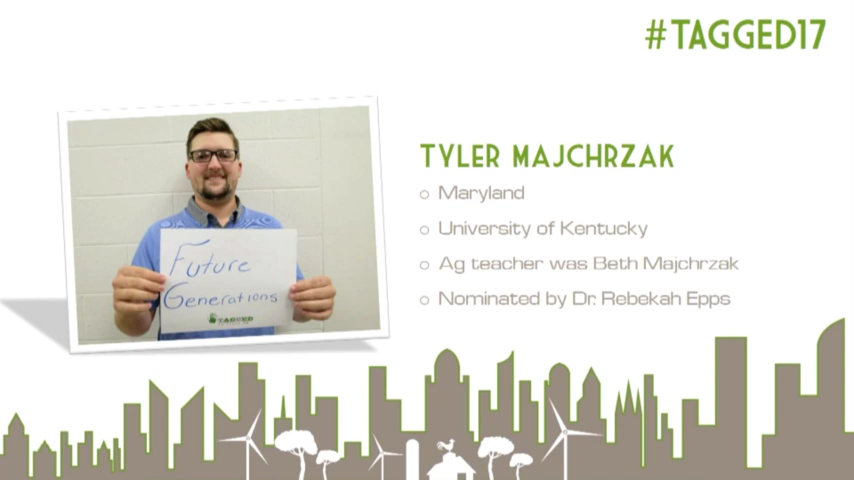 #TAGGED17
TYLER MAJCHRZAK
Maryland
University of Kentucky
Ag teacher was Beth Majchrzak
Nominated by Dr. Rebekah Epps
Future
Generations
TAGGED